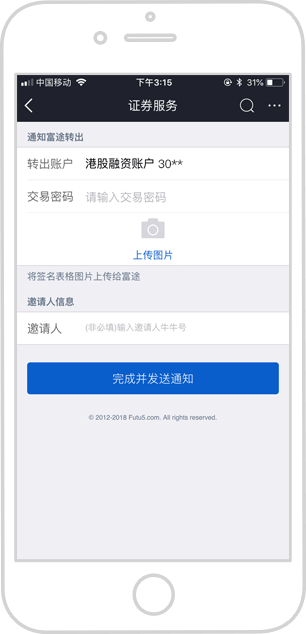 中国移动 下午3:15 31%
证券服务
通知富途转出
转出账户 港股融资账户 30**
交易密码 请输入交易密码
上传图片
将签名表格图片上传给富途
邀请人信息
邀请人 (非必填)输入邀请人牛牛号
完成并发送通知
© 2012-2018 Futu5.com. All rights reserved.